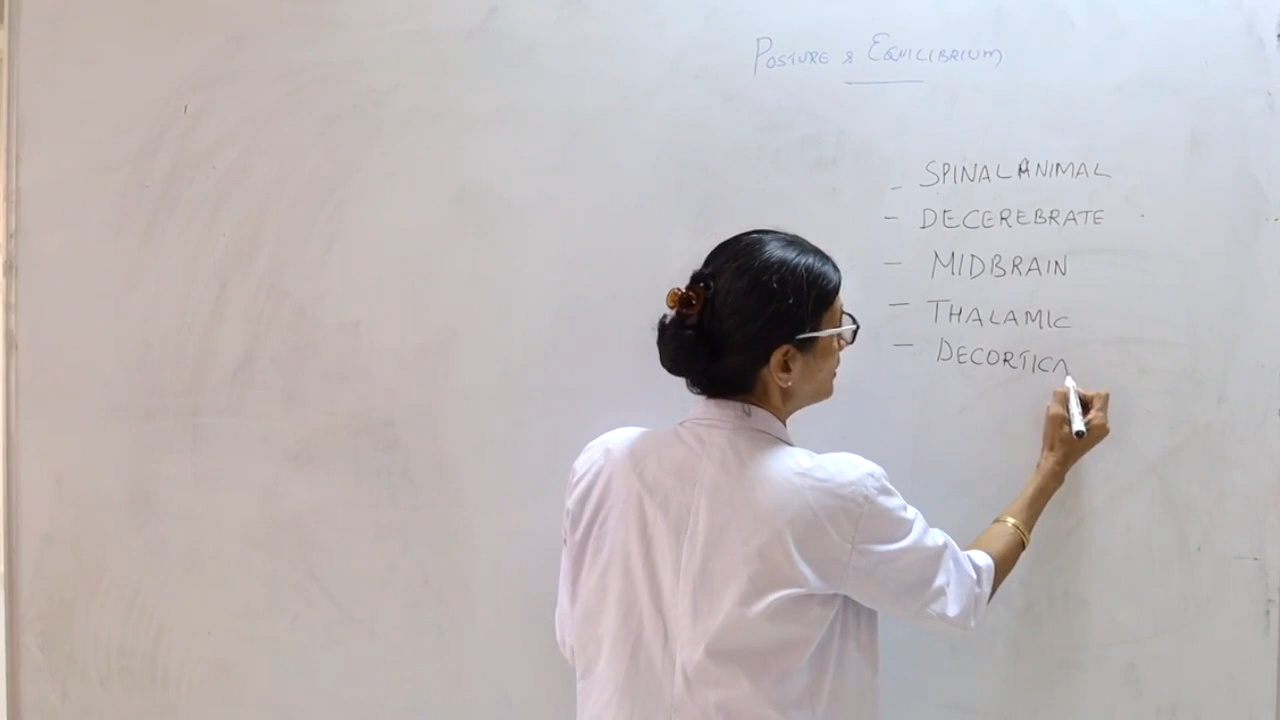 POSTURE & EQUILIBRIUM
- SPINAL ANIMAL
- DECEREBRATE
- MIDBRAIN
- THALAMIC
- DECORTICA